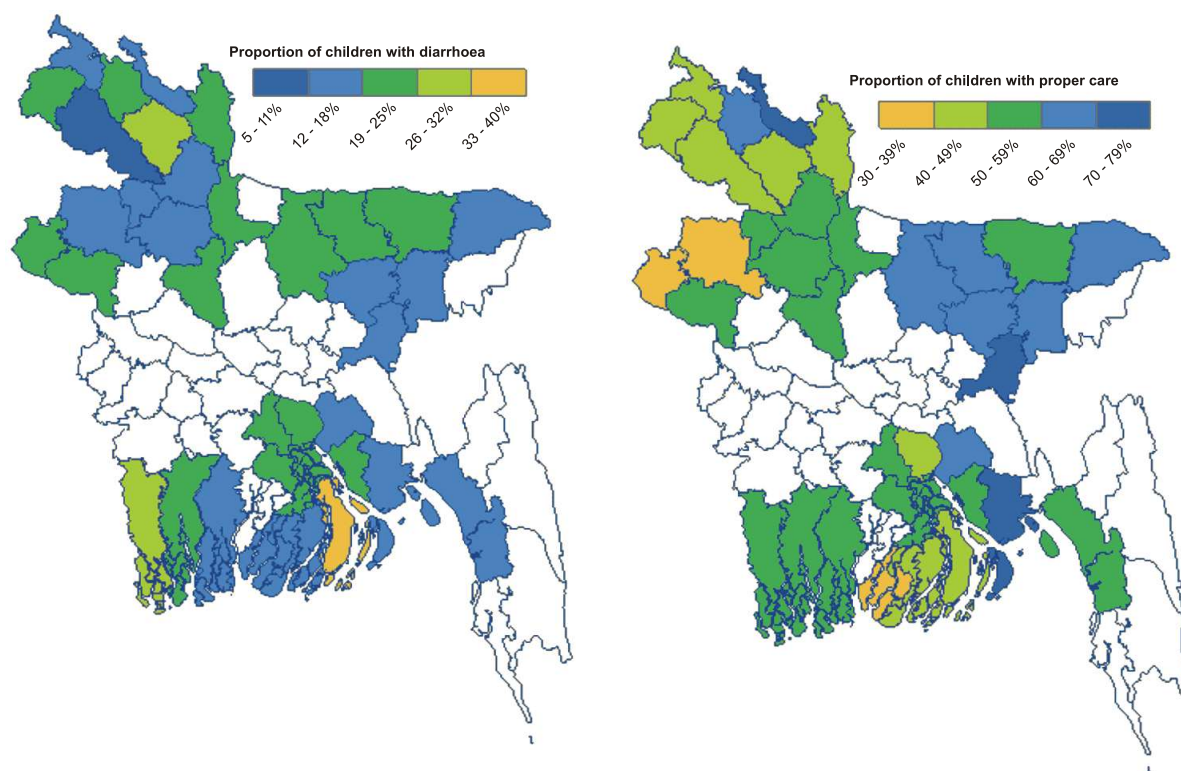 Proportion of children with diarrhoea
5 - 11%
12 - 18%
19 - 25%
26 - 32%
33 - 40%
Proportion of children with proper care
30 - 39%
40 - 49%
50 - 59%
60 - 69%
70 - 79%